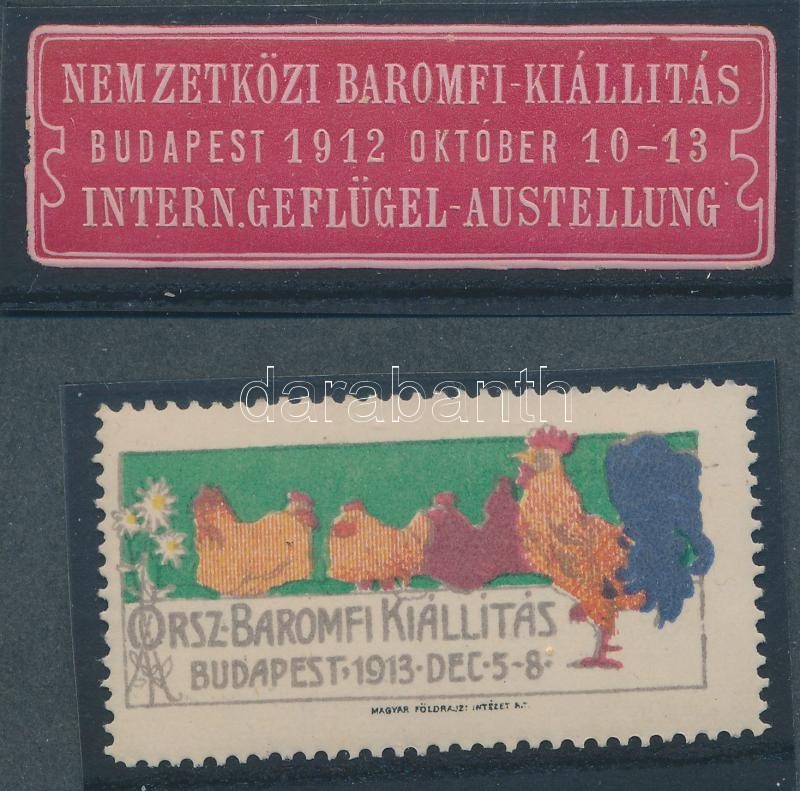 NEMZETKÖZI BAROMFI-KIÁLLITÁS
BUDAPEST 1912 OKTÓBER 10-13
INTERN. GEFLÜGEL-AUSTELLUNG
darabanth
ORSZ·BAROMFI KIÁLLITÁS
BUDAPEST·1913·DEC·5-8·
MAGYAR FÖLDRAJZI INTÉZET R.T.